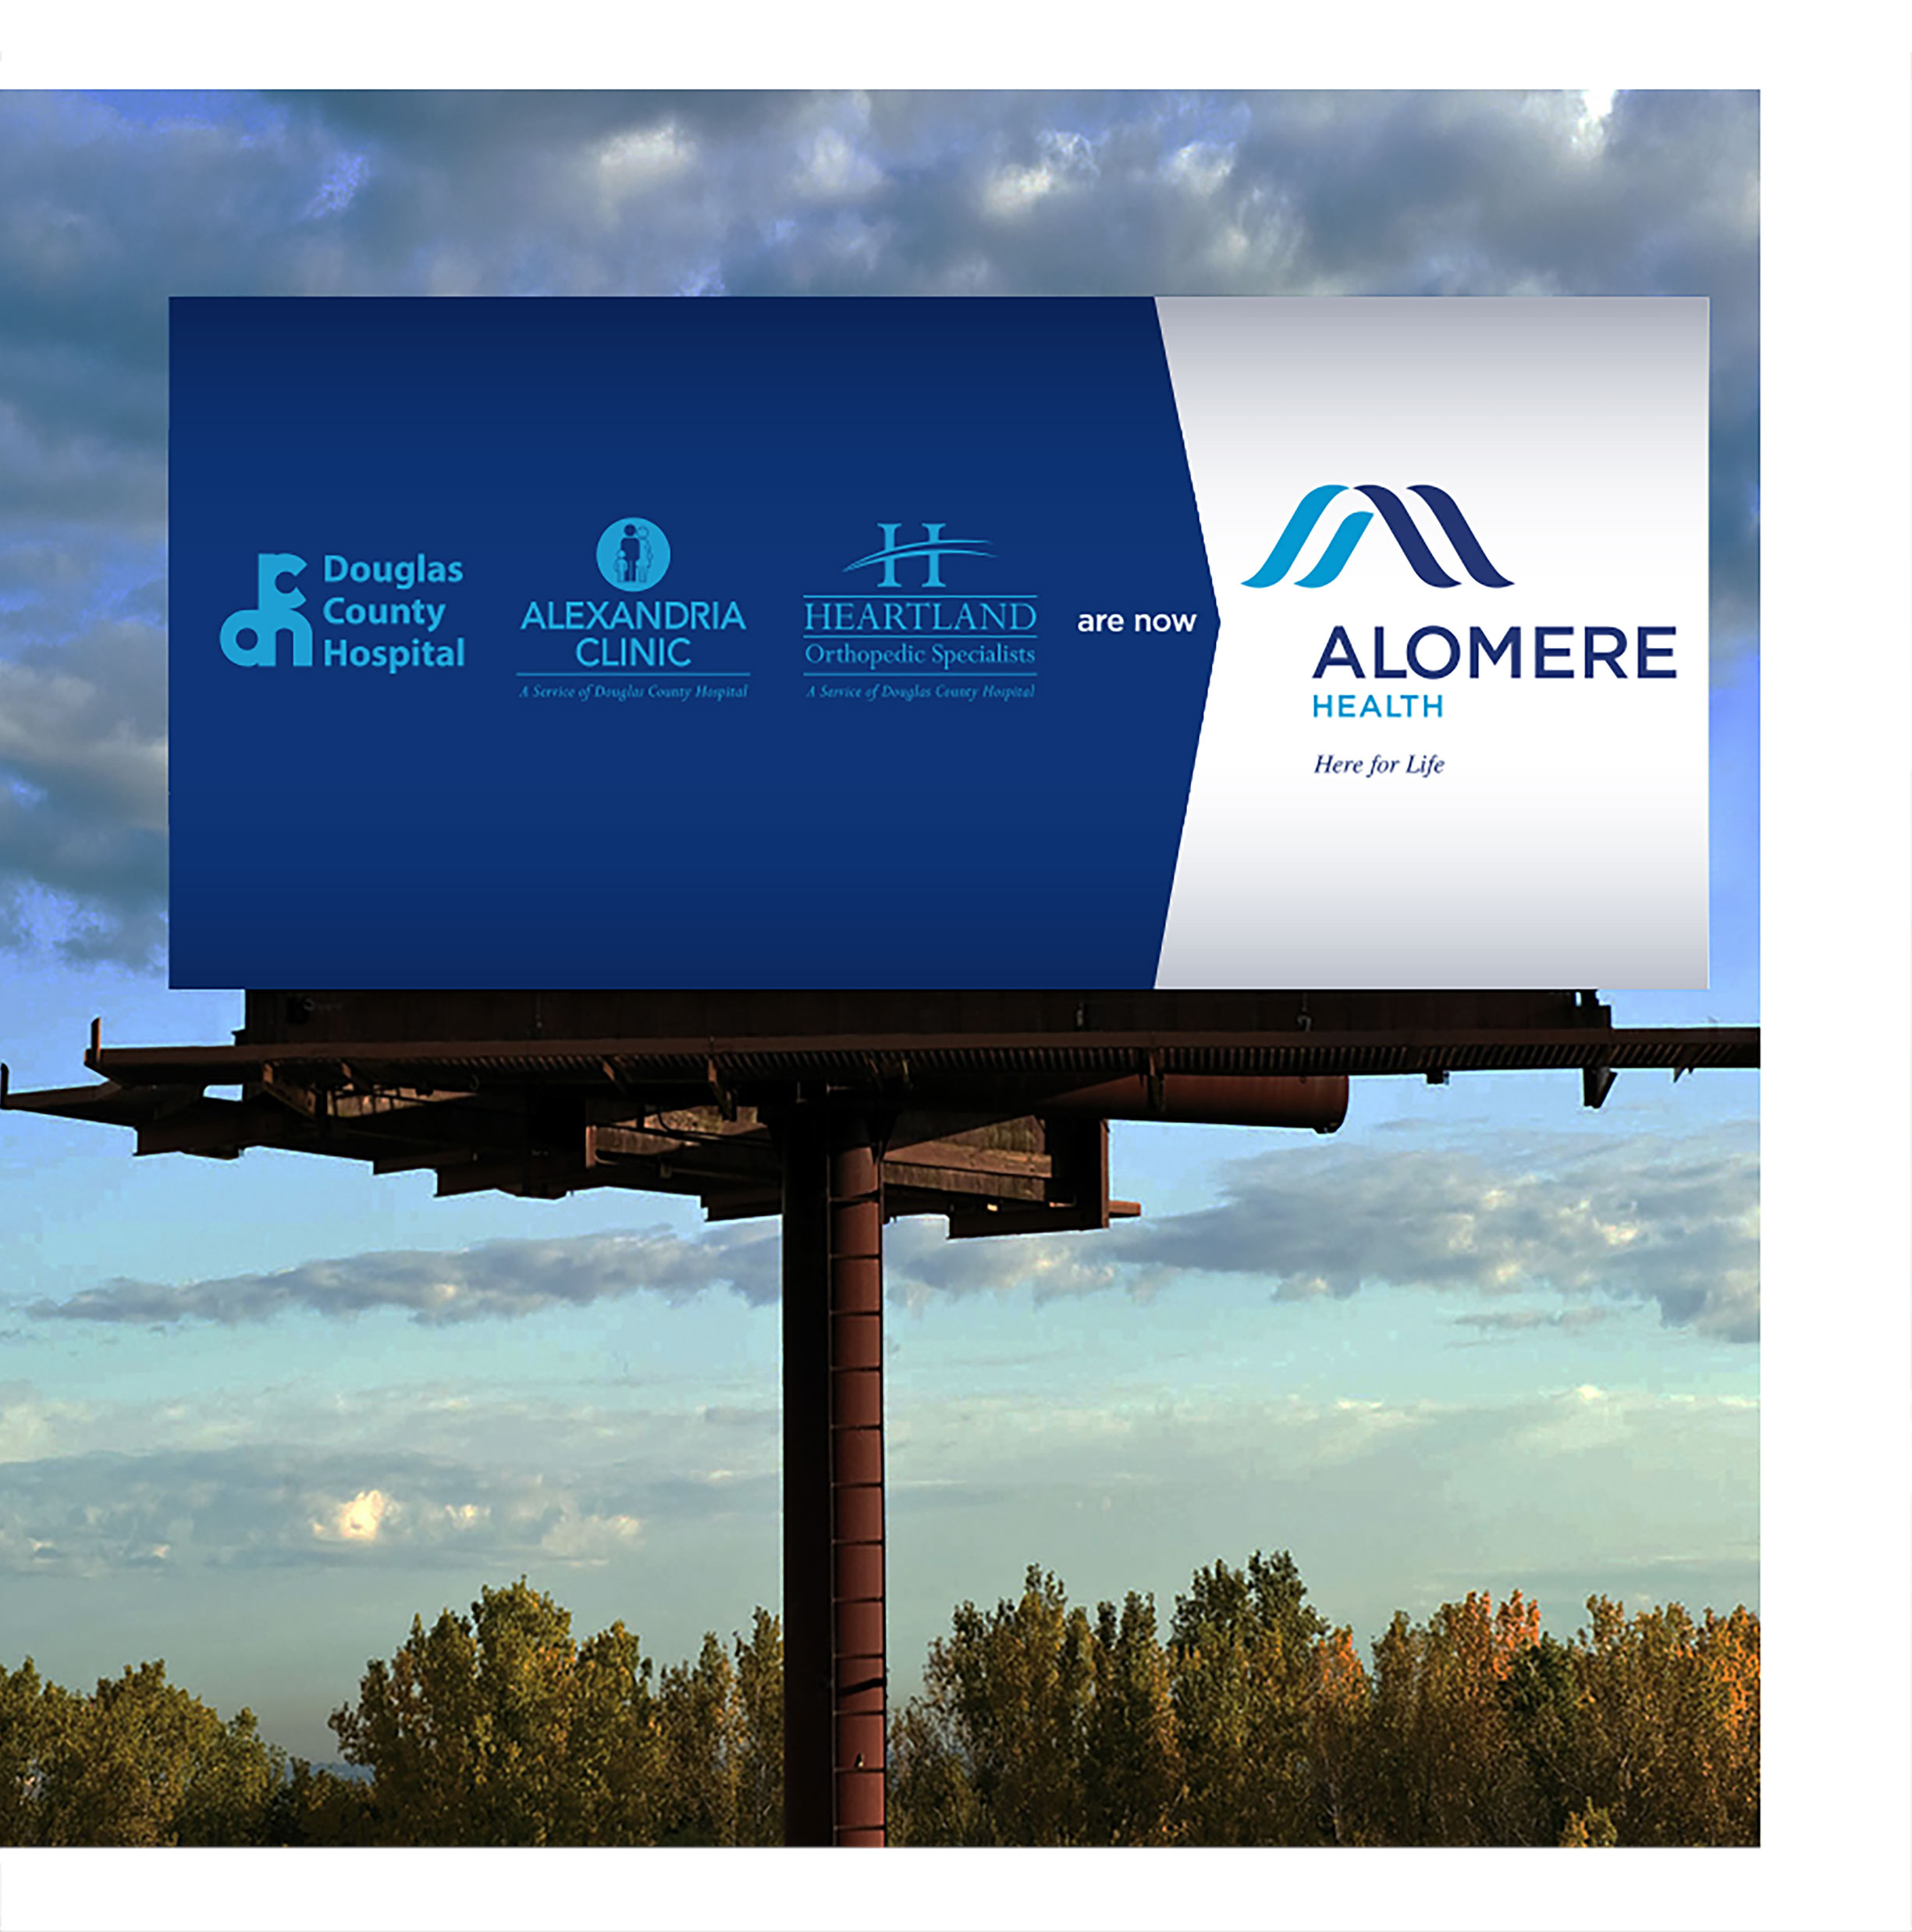 Douglas
County
Hospital
ALEXANDRIA
CLINIC
A Service of Douglas County Hospital
HEARTLAND
Orthopedic Specialists
A Service of Douglas County Hospital
are now
ALOMERE
HEALTH
Here for Life